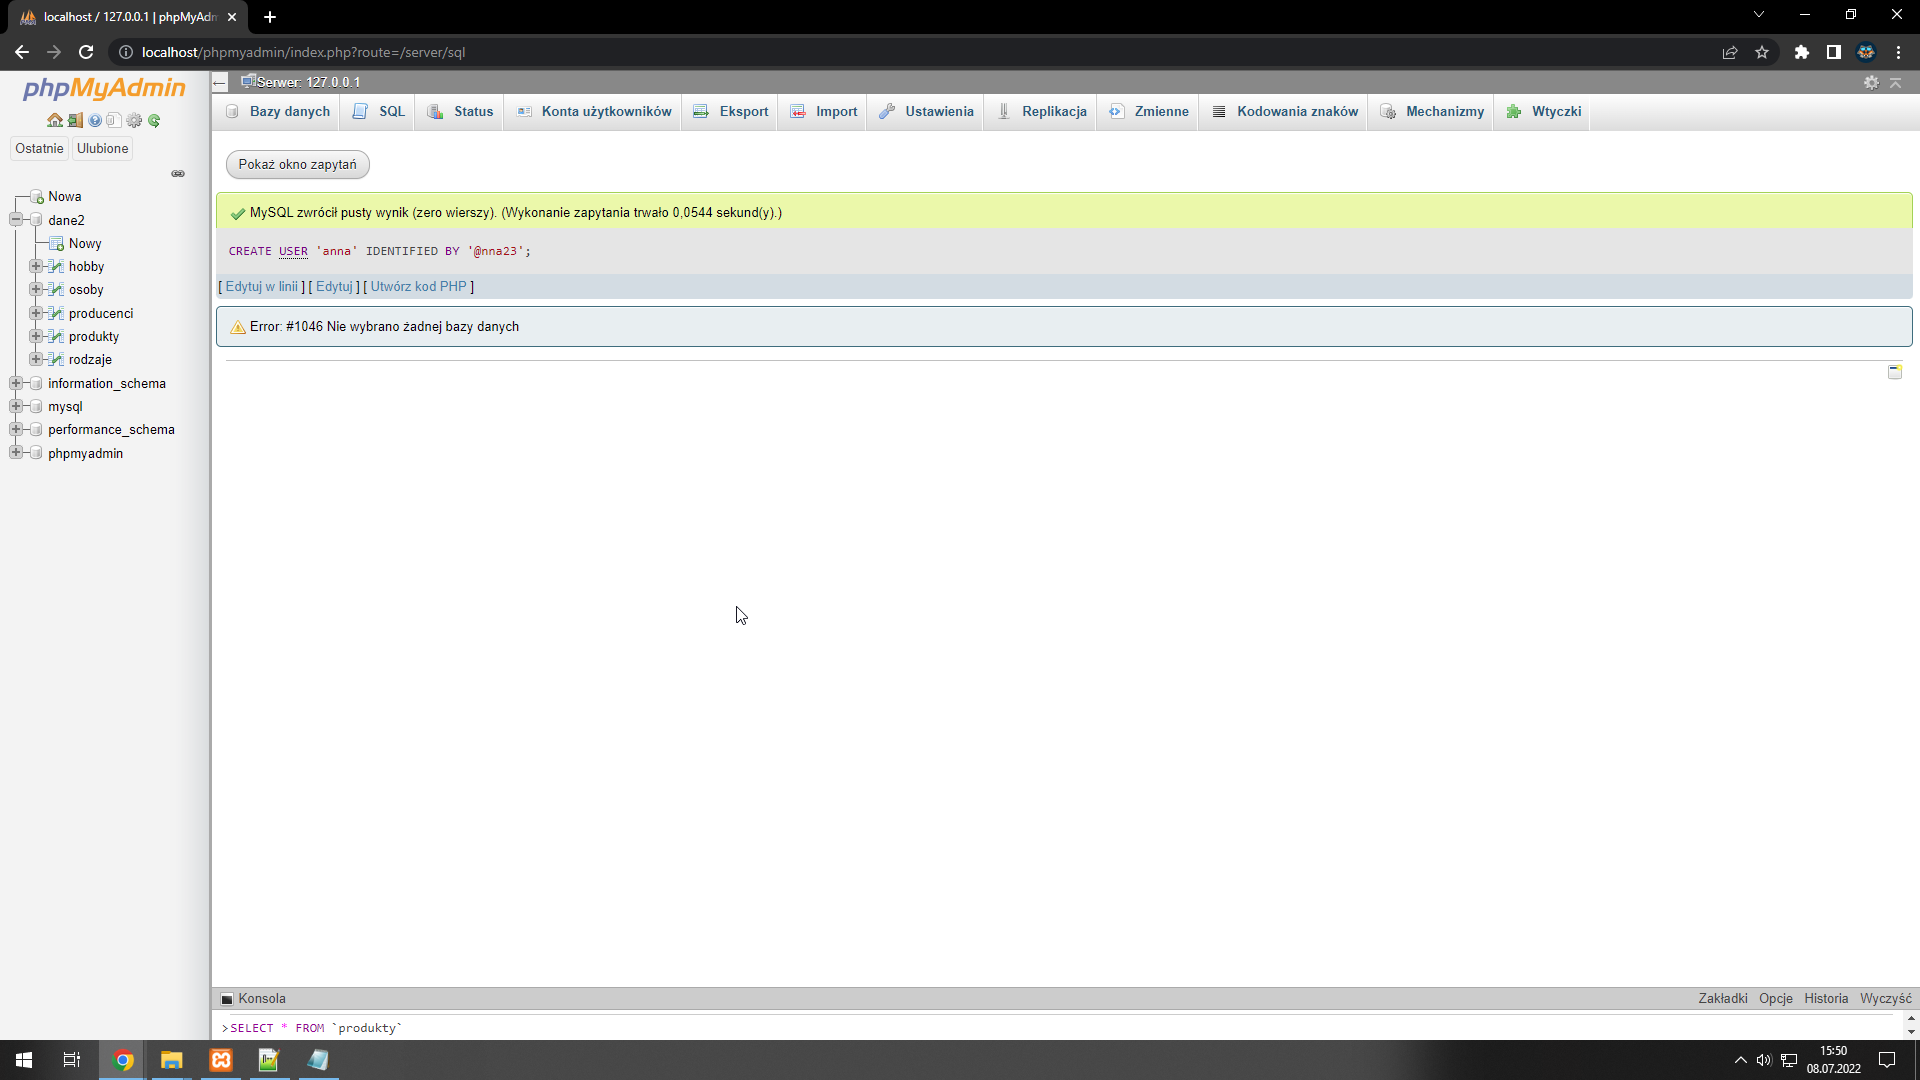 localhost / 127.0.0.1 | phpMyAdm
localhost/phpmyadmin/index.php?route=/server/sql
phpMyAdmin
Ostatnie Ulubione
Nowa
dane2
Nowy
hobby
osoby
producenci
produkty
rodzaje
information_schema
mysql
performance_schema
phpmyadmin
Serwer: 127.0.0.1
Bazy danych SQL Status Konta użytkowników Eksport Import Ustawienia Replikacja Zmienne Kodowania znaków Mechanizmy Wtyczki
Pokaż okno zapytań
MySQL zwrócił pusty wynik (zero wierszy). (Wykonanie zapytania trwało 0,0544 sekund(y).)
CREATE USER 'anna' IDENTIFIED BY '@nna23';
[ Edytuj w linii ] [ Edytuj ] [ Utwórz kod PHP ]
Error: #1046 Nie wybrano żadnej bazy danych
Konsola
Zakładki Opcje Historia Wyczyść
>SELECT * FROM `produkty`
15:50
08.07.2022